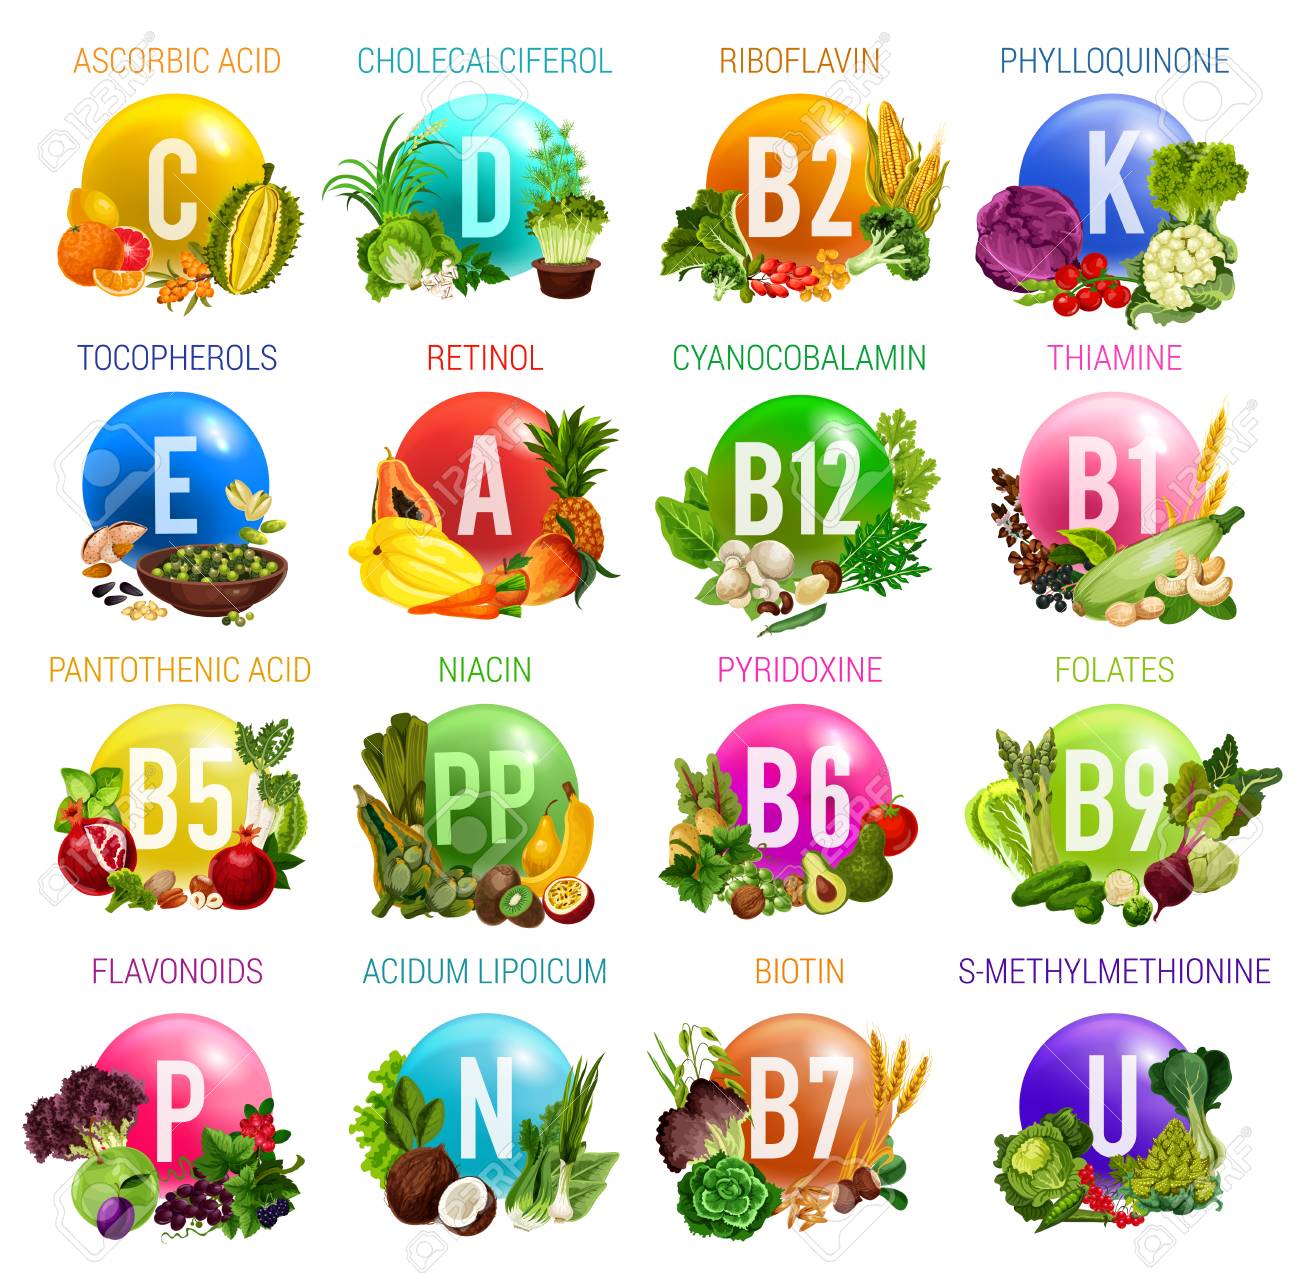 ASCORBIC ACID CHOLECALCIFEROL RIBOFLAVIN PHYLLOQUINONE
C D B2 K
TOCOPHEROLS RETINOL CYANOCOBALAMIN THIAMINE
E A B12 B1
PANTOTHENIC ACID NIACIN PYRIDOXINE FOLATES
B5 PP B6 B9
FLAVONOIDS ACIDUM LIPOICUM BIOTIN S-METHYLMETHIONINE
P N B7 U
123RF